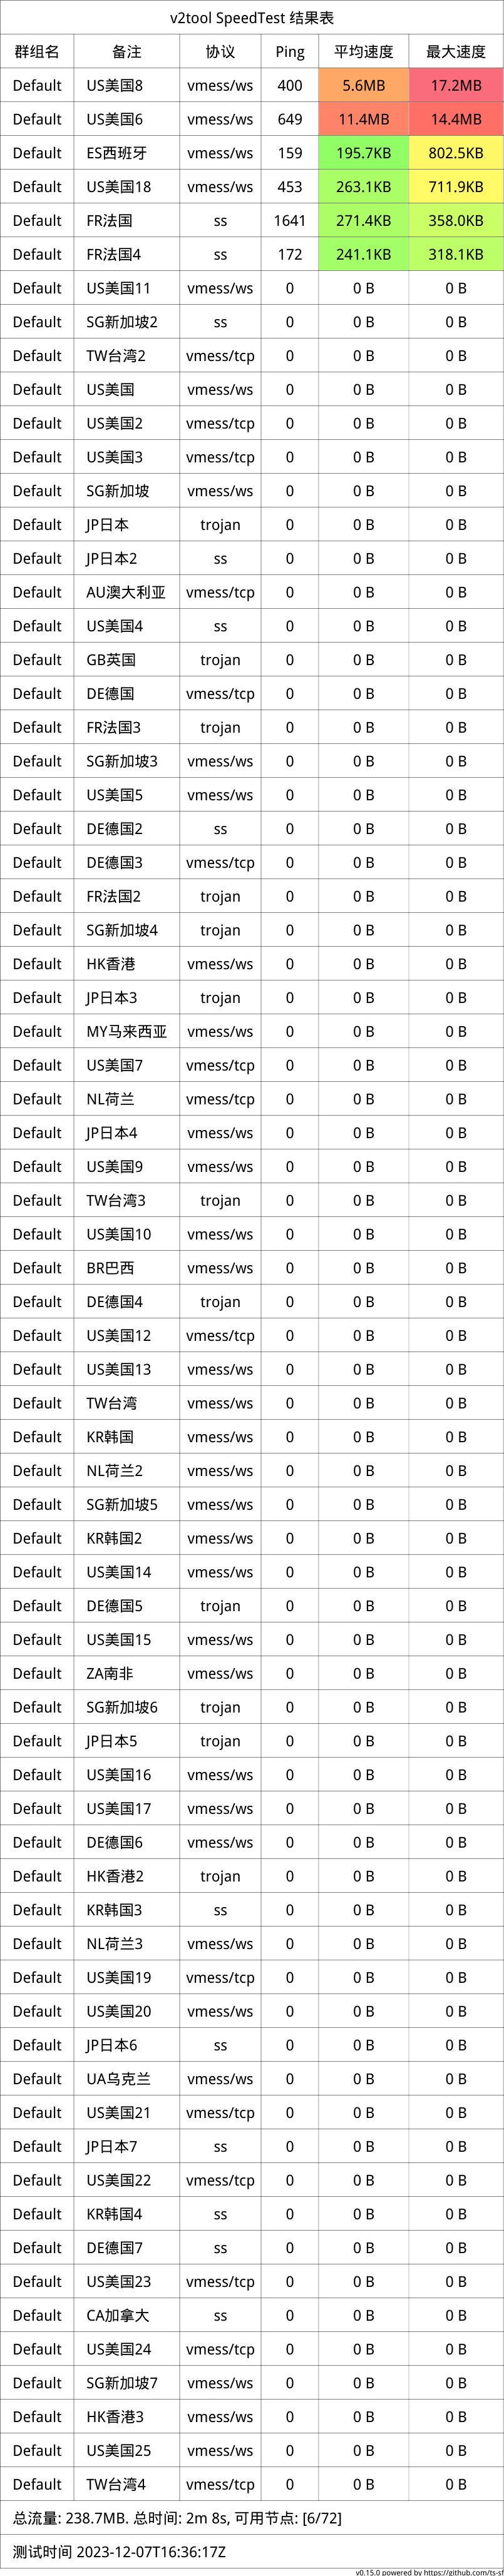 v2tool SpeedTest 结果表
群组名 备注 协议 Ping 平均速度 最大速度
Default US美国8 vmess/ws 400 5.6MB 17.2MB
Default US美国6 vmess/ws 649 11.4MB 14.4MB
Default ES西班牙 vmess/ws 159 195.7KB 802.5KB
Default US美国18 vmess/ws 453 263.1KB 711.9KB
Default FR法国 ss 1641 271.4KB 358.0KB
Default FR法国4 ss 172 241.1KB 318.1KB
Default US美国11 vmess/ws 0 0 B 0 B
Default SG新加坡2 ss 0 0 B 0 B
Default TW台湾2 vmess/tcp 0 0 B 0 B
Default US美国 vmess/ws 0 0 B 0 B
Default US美国2 vmess/tcp 0 0 B 0 B
Default US美国3 vmess/ws 0 0 B 0 B
Default SG新加坡 vmess/ws 0 0 B 0 B
Default JP日本 trojan 0 0 B 0 B
Default JP日本2 ss 0 0 B 0 B
Default AU澳大利亚 vmess/tcp 0 0 B 0 B
Default US美国4 ss 0 0 B 0 B
Default GB英国 trojan 0 0 B 0 B
Default DE德国 vmess/tcp 0 0 B 0 B
Default FR法国3 trojan 0 0 B 0 B
Default SG新加坡3 vmess/ws 0 0 B 0 B
Default US美国5 vmess/ws 0 0 B 0 B
Default DE德国2 ss 0 0 B 0 B
Default DE德国3 vmess/tcp 0 0 B 0 B
Default FR法国2 trojan 0 0 B 0 B
Default SG新加坡4 trojan 0 0 B 0 B
Default HK香港 vmess/ws 0 0 B 0 B
Default JP日本3 trojan 0 0 B 0 B
Default MY马来西亚 vmess/ws 0 0 B 0 B
Default US美国7 vmess/tcp 0 0 B 0 B
Default NL荷兰 vmess/tcp 0 0 B 0 B
Default JP日本4 vmess/ws 0 0 B 0 B
Default US美国9 vmess/ws 0 0 B 0 B
Default TW台湾3 trojan 0 0 B 0 B
Default US美国10 vmess/ws 0 0 B 0 B
Default BR巴西 vmess/ws 0 0 B 0 B
Default DE德国4 trojan 0 0 B 0 B
Default US美国12 vmess/tcp 0 0 B 0 B
Default US美国13 vmess/ws 0 0 B 0 B
Default TW台湾 vmess/ws 0 0 B 0 B
Default KR韩国 vmess/ws 0 0 B 0 B
Default NL荷兰2 vmess/ws 0 0 B 0 B
Default SG新加坡5 vmess/ws 0 0 B 0 B
Default KR韩国2 vmess/ws 0 0 B 0 B
Default US美国14 vmess/ws 0 0 B 0 B
Default DE德国5 trojan 0 0 B 0 B
Default US美国15 vmess/ws 0 0 B 0 B
Default ZA南非 vmess/ws 0 0 B 0 B
Default SG新加坡6 trojan 0 0 B 0 B
Default JP日本5 trojan 0 0 B 0 B
Default US美国16 vmess/ws 0 0 B 0 B
Default US美国17 vmess/ws 0 0 B 0 B
Default DE德国6 vmess/ws 0 0 B 0 B
Default HK香港2 trojan 0 0 B 0 B
Default KR韩国3 ss 0 0 B 0 B
Default NL荷兰3 vmess/ws 0 0 B 0 B
Default US美国19 vmess/tcp 0 0 B 0 B
Default US美国20 vmess/ws 0 0 B 0 B
Default JP日本6 ss 0 0 B 0 B
Default UA乌克兰 vmess/ws 0 0 B 0 B
Default US美国21 vmess/tcp 0 0 B 0 B
Default JP日本7 ss 0 0 B 0 B
Default US美国22 vmess/tcp 0 0 B 0 B
Default KR韩国4 ss 0 0 B 0 B
Default DE德国7 ss 0 0 B 0 B
Default US美国23 vmess/tcp 0 0 B 0 B
Default CA加拿大 ss 0 0 B 0 B
Default US美国24 vmess/tcp 0 0 B 0 B
Default SG新加坡7 vmess/ws 0 0 B 0 B
Default HK香港3 vmess/ws 0 0 B 0 B
Default US美国25 vmess/ws 0 0 B 0 B
Default TW台湾4 vmess/tcp 0 0 B 0 B
总流量: 238.7MB. 总时间: 2m 8s, 可用节点: [6/72]
测试时间 2023-12-07T16:36:17Z
v0.15.0 powered by https://github.com/ts-sf